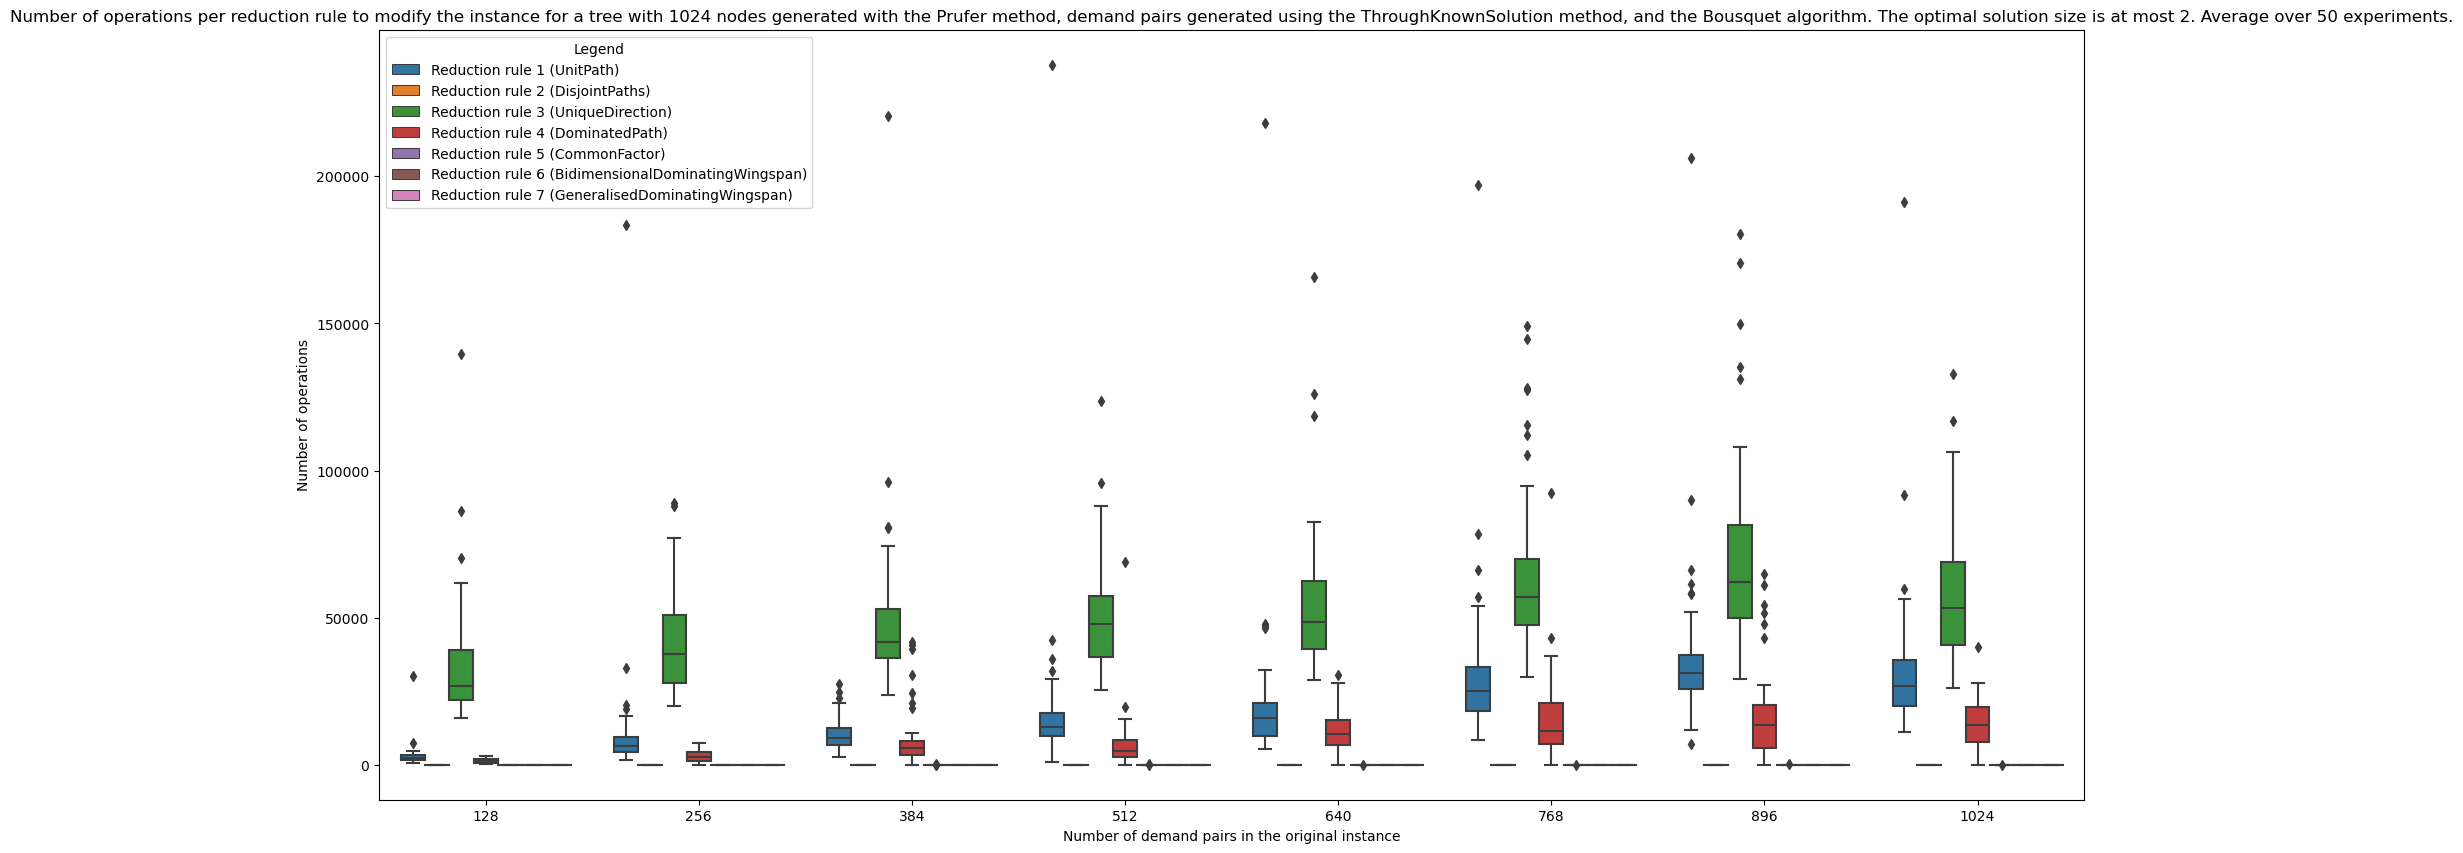 Number of operations per reduction rule to modify the instance for a tree with 1024 nodes generated with the Prufer method, demand pairs generated using the ThroughKnownSolution method, and the Bousquet algorithm. The optimal solution size is at most 2. Average over 50 experiments.
Legend
Reduction rule 1 (UnitPath)
Reduction rule 2 (DisjointPaths)
Reduction rule 3 (UniqueDirection)
Reduction rule 4 (DominatedPath)
Reduction rule 5 (CommonFactor)
Reduction rule 6 (BidimensionalDominatingWingspan)
Reduction rule 7 (GeneralisedDominatingWingspan)
200000
150000
100000
50000
0
Number of operations
128 256 384 512 640 768 896 1024
Number of demand pairs in the original instance